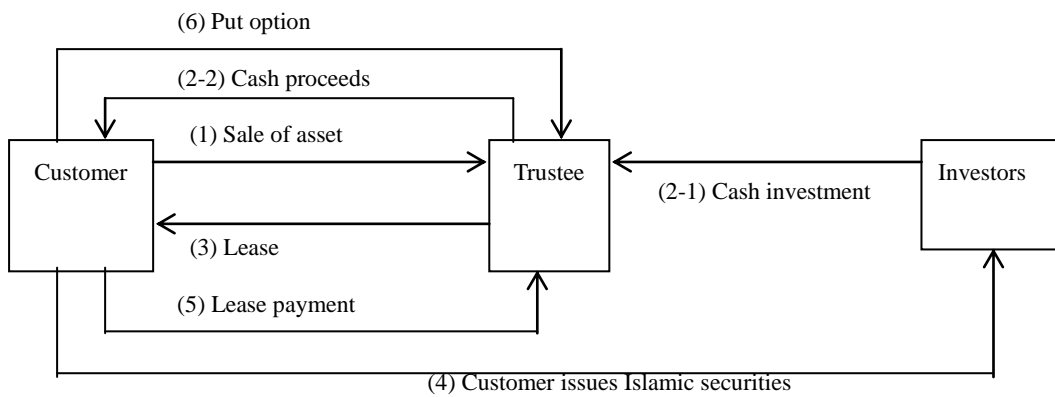 (6) Put option
(2-2) Cash proceeds
(1) Sale of asset
Customer
Trustee
Investors
(2-1) Cash investment
(3) Lease
(5) Lease payment
(4) Customer issues Islamic securities